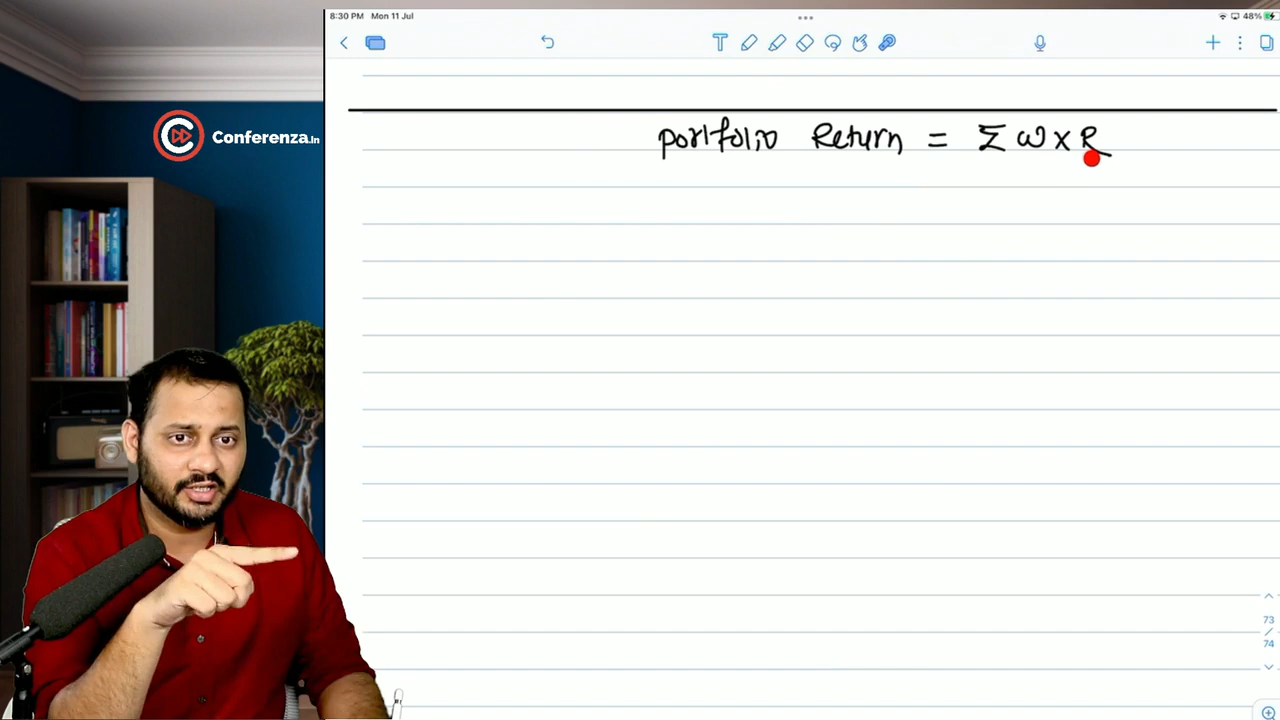 8:30 PM Mon 11 Jul
48%
T
Conferenza.in
portfolio Return = Σ W x R
73
/
74